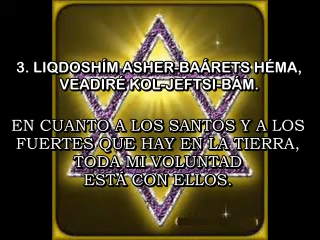 3. LIQDOSHÍM ASHER-BAÁRETS HÉMA,
VEADIRÉ KOL-JEFTSI-BAM.
EN CUANTO A LOS SANTOS Y A LOS
FUERTES QUE HAY EN LA TIERRA,
TODA MI VOLUNTAD
ESTÁ CON ELLOS.